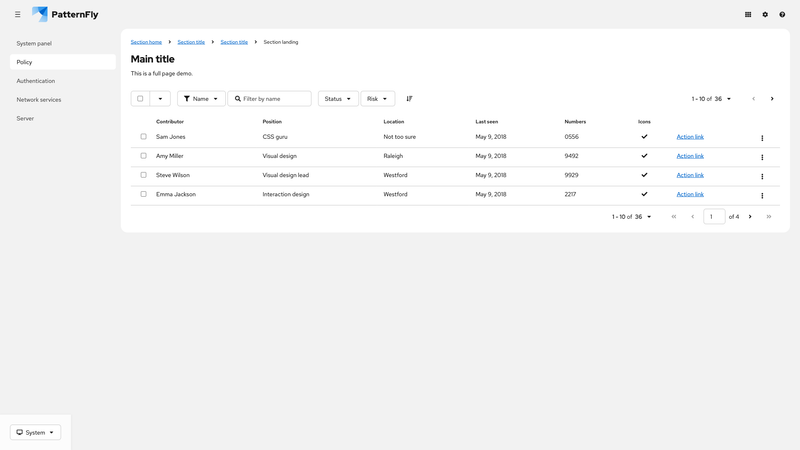 PatternFly
System panel
Policy
Authentication
Network services
Server
Section home
Section title
Section title
Section landing
Main title
This is a full page demo.
Name
Filter by name
Status
Risk
1 - 10 of 36
Contributor Position Location Last seen Numbers Icons
Sam Jones CSS guru Not too sure May 9, 2018 0556 Action link
Amy Miller Visual design Raleigh May 9, 2018 9492 Action link
Steve Wilson Visual design lead Westford May 9, 2018 9929 Action link
Emma Jackson Interaction design Westford May 9, 2018 2217 Action link
1 - 10 of 36 1 of 4
System